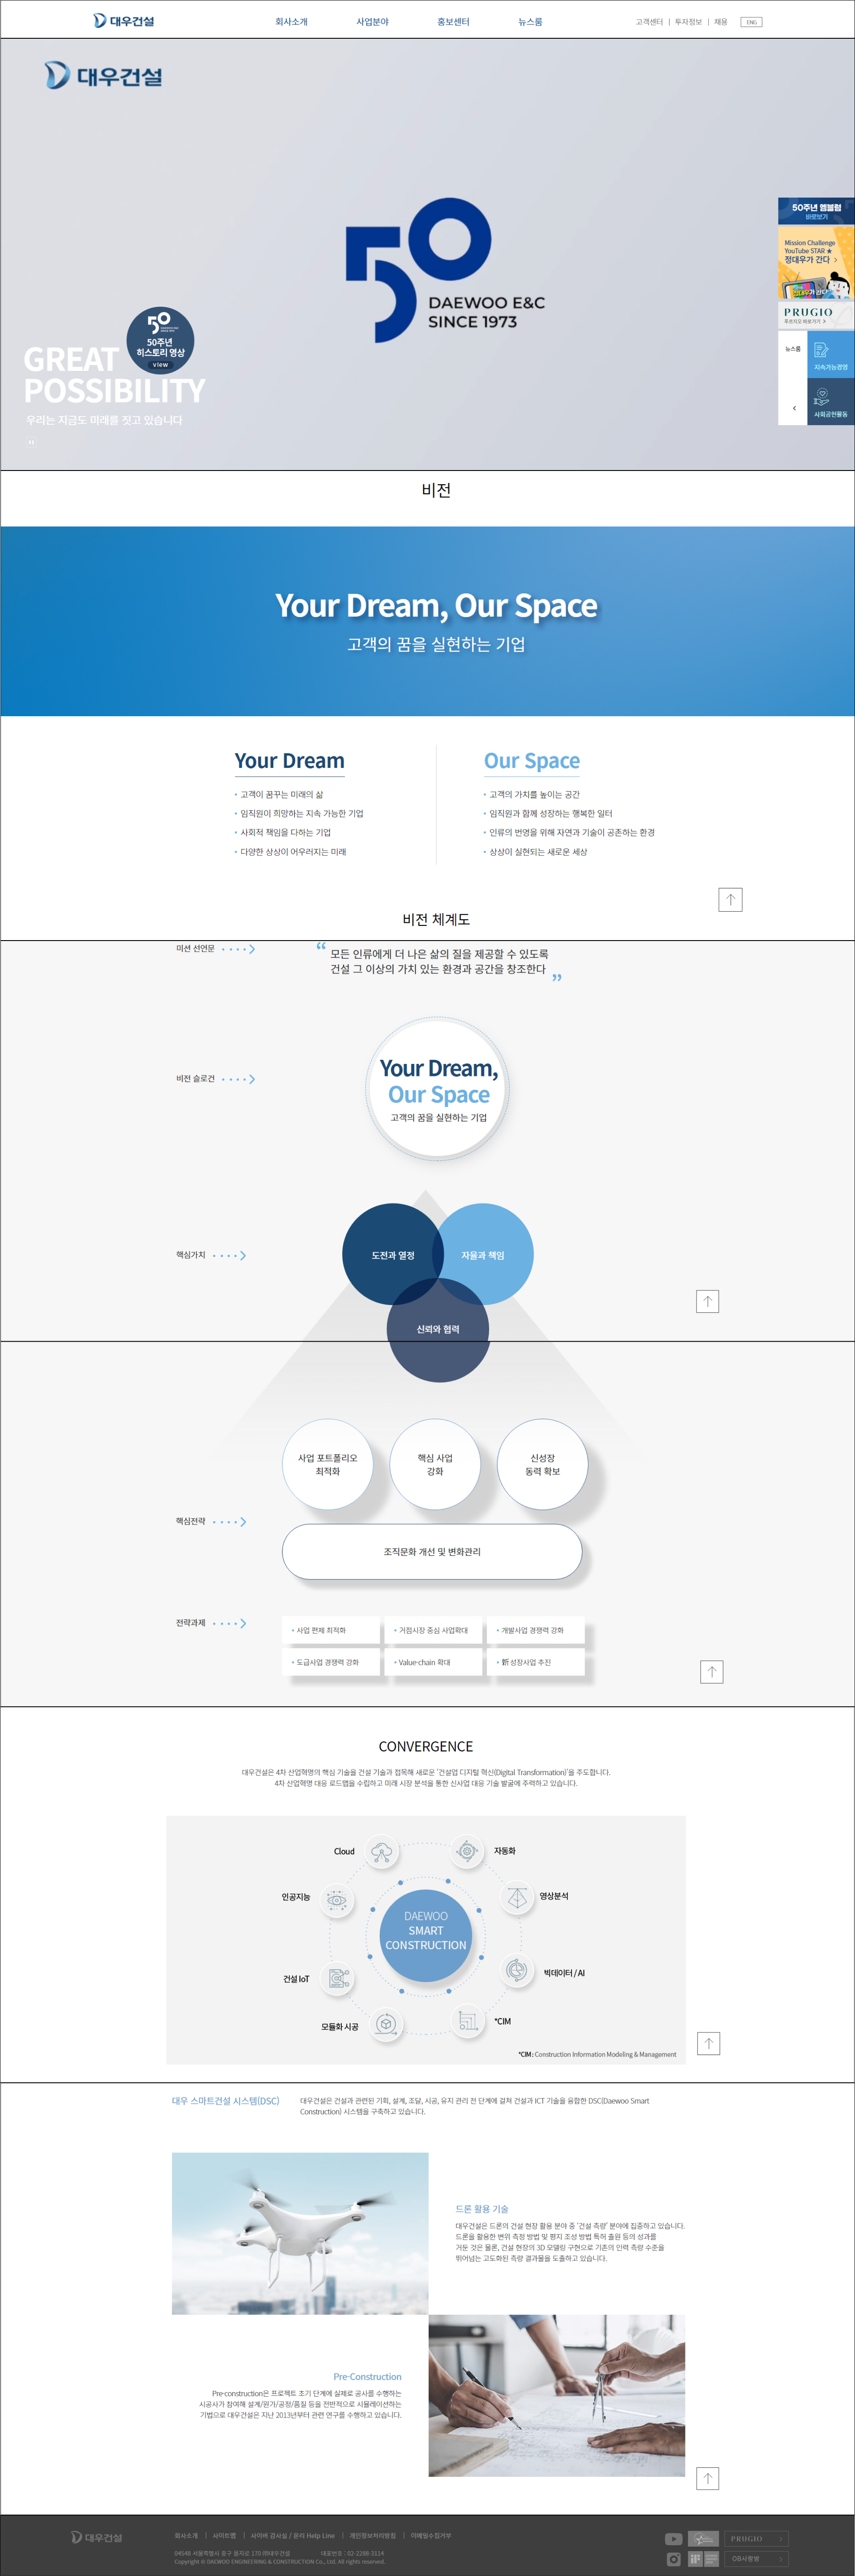 대우건설
회사소개
사업분야
홍보센터
뉴스룸
고객센터 | 투자정보 | 채용
ENG
대우건설
50
DAEWOO E&C
SINCE 1973
50주년 엠블럼
바로보기
Mission Challenge
YouTube STAR ★
정대우가 간다 >
PRUGIO
푸르지오 바로가기 >
뉴스룸
지속가능경영
사회공헌활동
50
50주년
히스토리 영상
view
GREAT
POSSIBILITY
우리는 지금도 미래를 짓고 있습니다
비전
Your Dream, Our Space
고객의 꿈을 실현하는 기업
Your Dream
• 고객이 꿈꾸는 미래의 삶
• 임직원이 희망하는 지속 가능한 기업
• 사회적 책임을 다하는 기업
• 다양한 상상이 어우러지는 미래
Our Space
• 고객의 가치를 높이는 공간
• 임직원과 함께 성장하는 행복한 일터
• 인류의 번영을 위해 자연과 기술이 공존하는 환경
• 상상이 실현되는 새로운 세상
비전 체계도
미션 선언문
“ 모든 인류에게 더 나은 삶의 질을 제공할 수 있도록
건설 그 이상의 가치 있는 환경과 공간을 창조한다 ”
비전 슬로건
Your Dream,
Our Space
고객의 꿈을 실현하는 기업
핵심가치
도전과 열정
자율과 책임
신뢰와 협력
사업 포트폴리오
최적화
핵심 사업
강화
신성장
동력 확보
핵심전략
조직문화 개선 및 변화관리
전략과제
• 사업 편제 최적화
• 거점시장 중심 사업확대
• 개발사업 경쟁력 강화
• 도급사업 경쟁력 강화
• Value-chain 확대
• 新 성장사업 추진
CONVERGENCE
대우건설은 4차 산업혁명의 핵심 기술을 건설 기술과 접목해 새로운 '건설업 디지털 혁신(Digital Transformation)'을 주도합니다.
4차 산업혁명 대응 로드맵을 수립하고 미래 시장 분석을 통한 신사업 대응 기술 발굴에 주력하고 있습니다.
Cloud
자동화
인공지능
영상분석
DAEWOO
SMART
CONSTRUCTION
건설 IoT
빅데이터 / AI
모듈화 시공
*CIM
*CIM : Construction Information Modeling & Management
대우 스마트건설 시스템(DSC)
대우건설은 건설과 관련된 기획, 설계, 조달, 시공, 유지 관리 전 단계에 걸쳐 건설과 ICT 기술을 융합한 DSC(Daewoo Smart
Construction) 시스템을 구축하고 있습니다.
드론 활용 기술
대우건설은 드론의 건설 현장 활용 분야 중 '건설 측량' 분야에 집중하고 있습니다.
드론을 활용한 변위 측정 방법 및 평지 조성 방법 특허 출원 등의 성과를
거둔 것은 물론, 건설 현장의 3D 모델링 구현으로 기존의 인력 측량 수준을
뛰어넘는 고도화된 측량 결과물을 도출하고 있습니다.
Pre-Construction
Pre-construction은 프로젝트 초기 단계에 실제로 공사를 수행하는
시공사가 참여해 설계/원가/공정/품질 등을 전반적으로 시뮬레이션하는
기법으로 대우건설은 지난 2013년부터 관련 연구를 수행하고 있습니다.
대우건설
회사소개 | 사이트맵 | 사이버 감사실 / 윤리 Help Line | 개인정보처리방침 | 이메일수집거부
04548 서울특별시 중구 을지로 170 ㈜대우건설
대표번호 : 02-2288-3114
Copyright © DAEWOO ENGINEERING & CONSTRUCTION Co., Ltd. All rights reserved.
PRUGIO >
OB사랑방 >